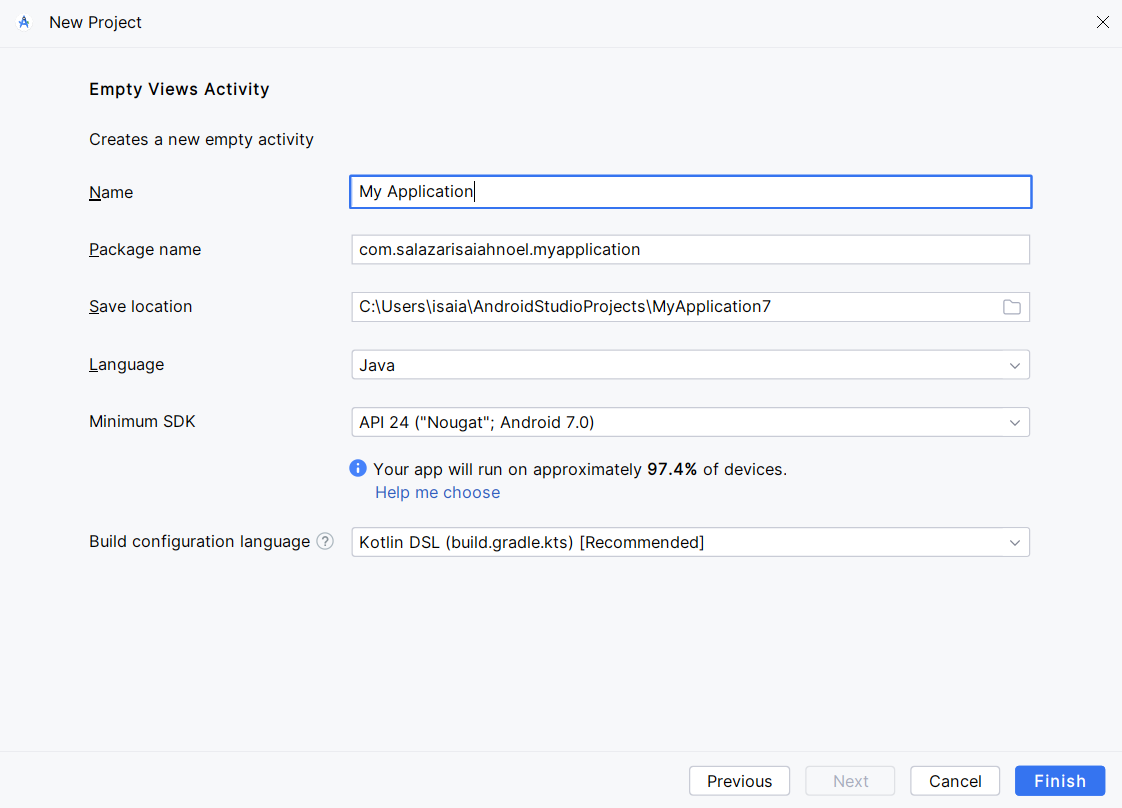 New Project
Empty Views Activity
Creates a new empty activity
Name
My Application
Package name
com.salazarisaiahnoel.myapplication
Save location
C:\Users\isaia\AndroidStudioProjects\MyApplication7
Language
Java
Minimum SDK
API 24 ("Nougat"; Android 7.0)
Your app will run on approximately 97.4% of devices.
Help me choose
Build configuration language ?
Kotlin DSL (build.gradle.kts) [Recommended]
Previous
Next
Cancel
Finish